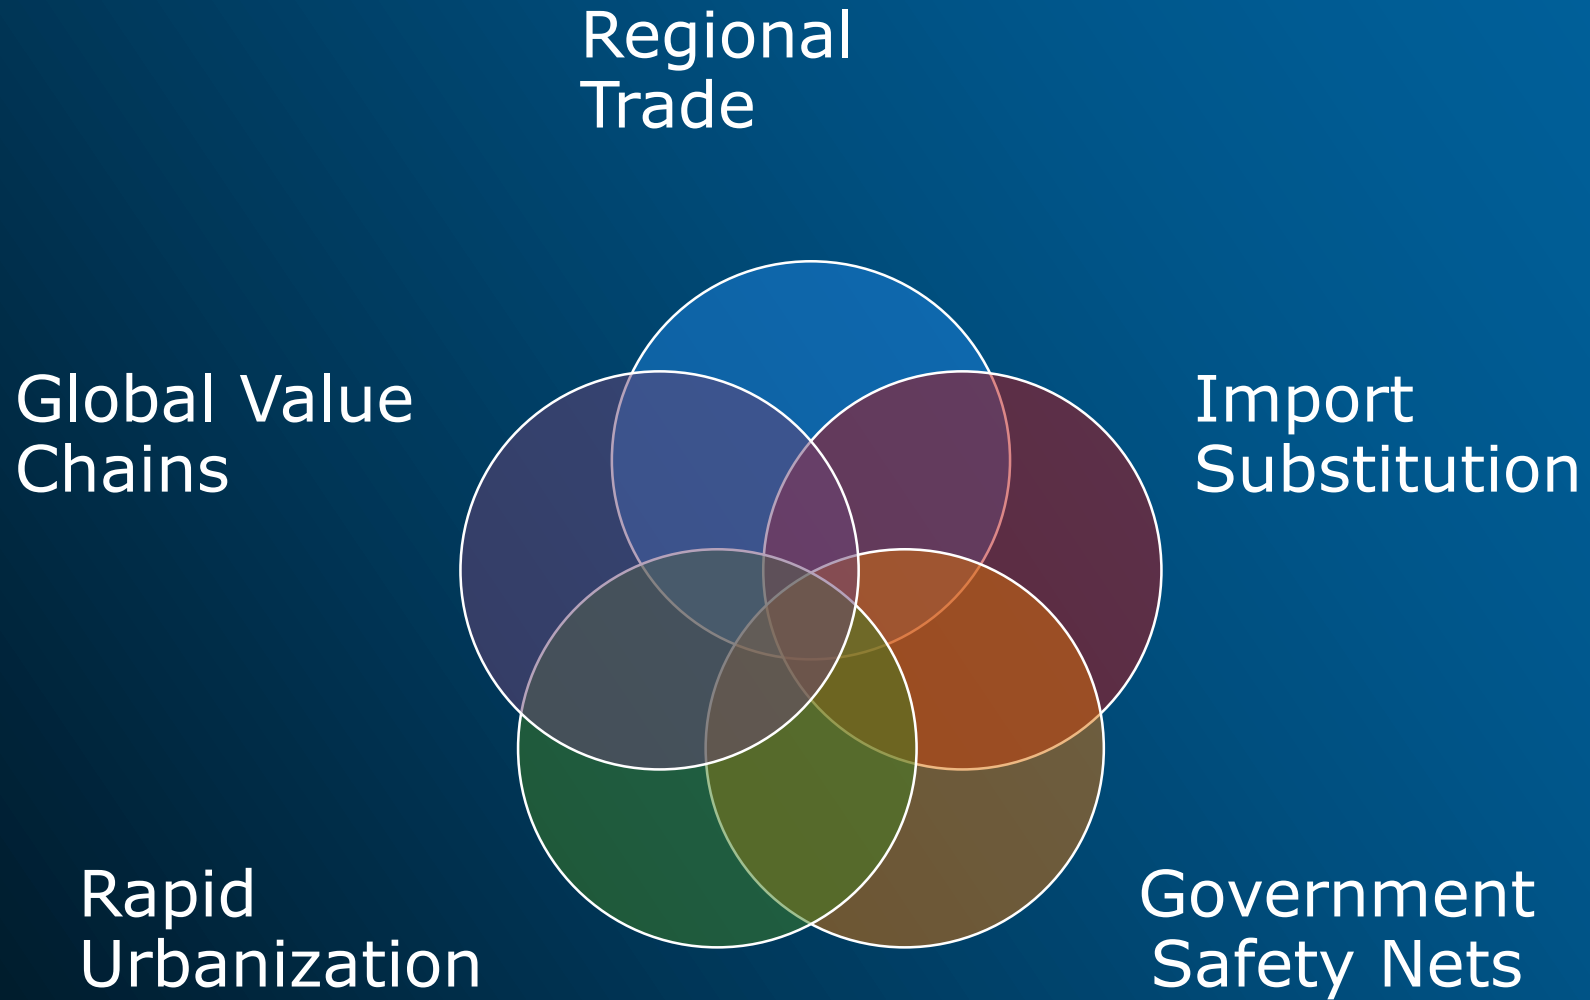 Regional
Trade
Global Value
Chains
Import
Substitution
Rapid
Urbanization
Government
Safety Nets